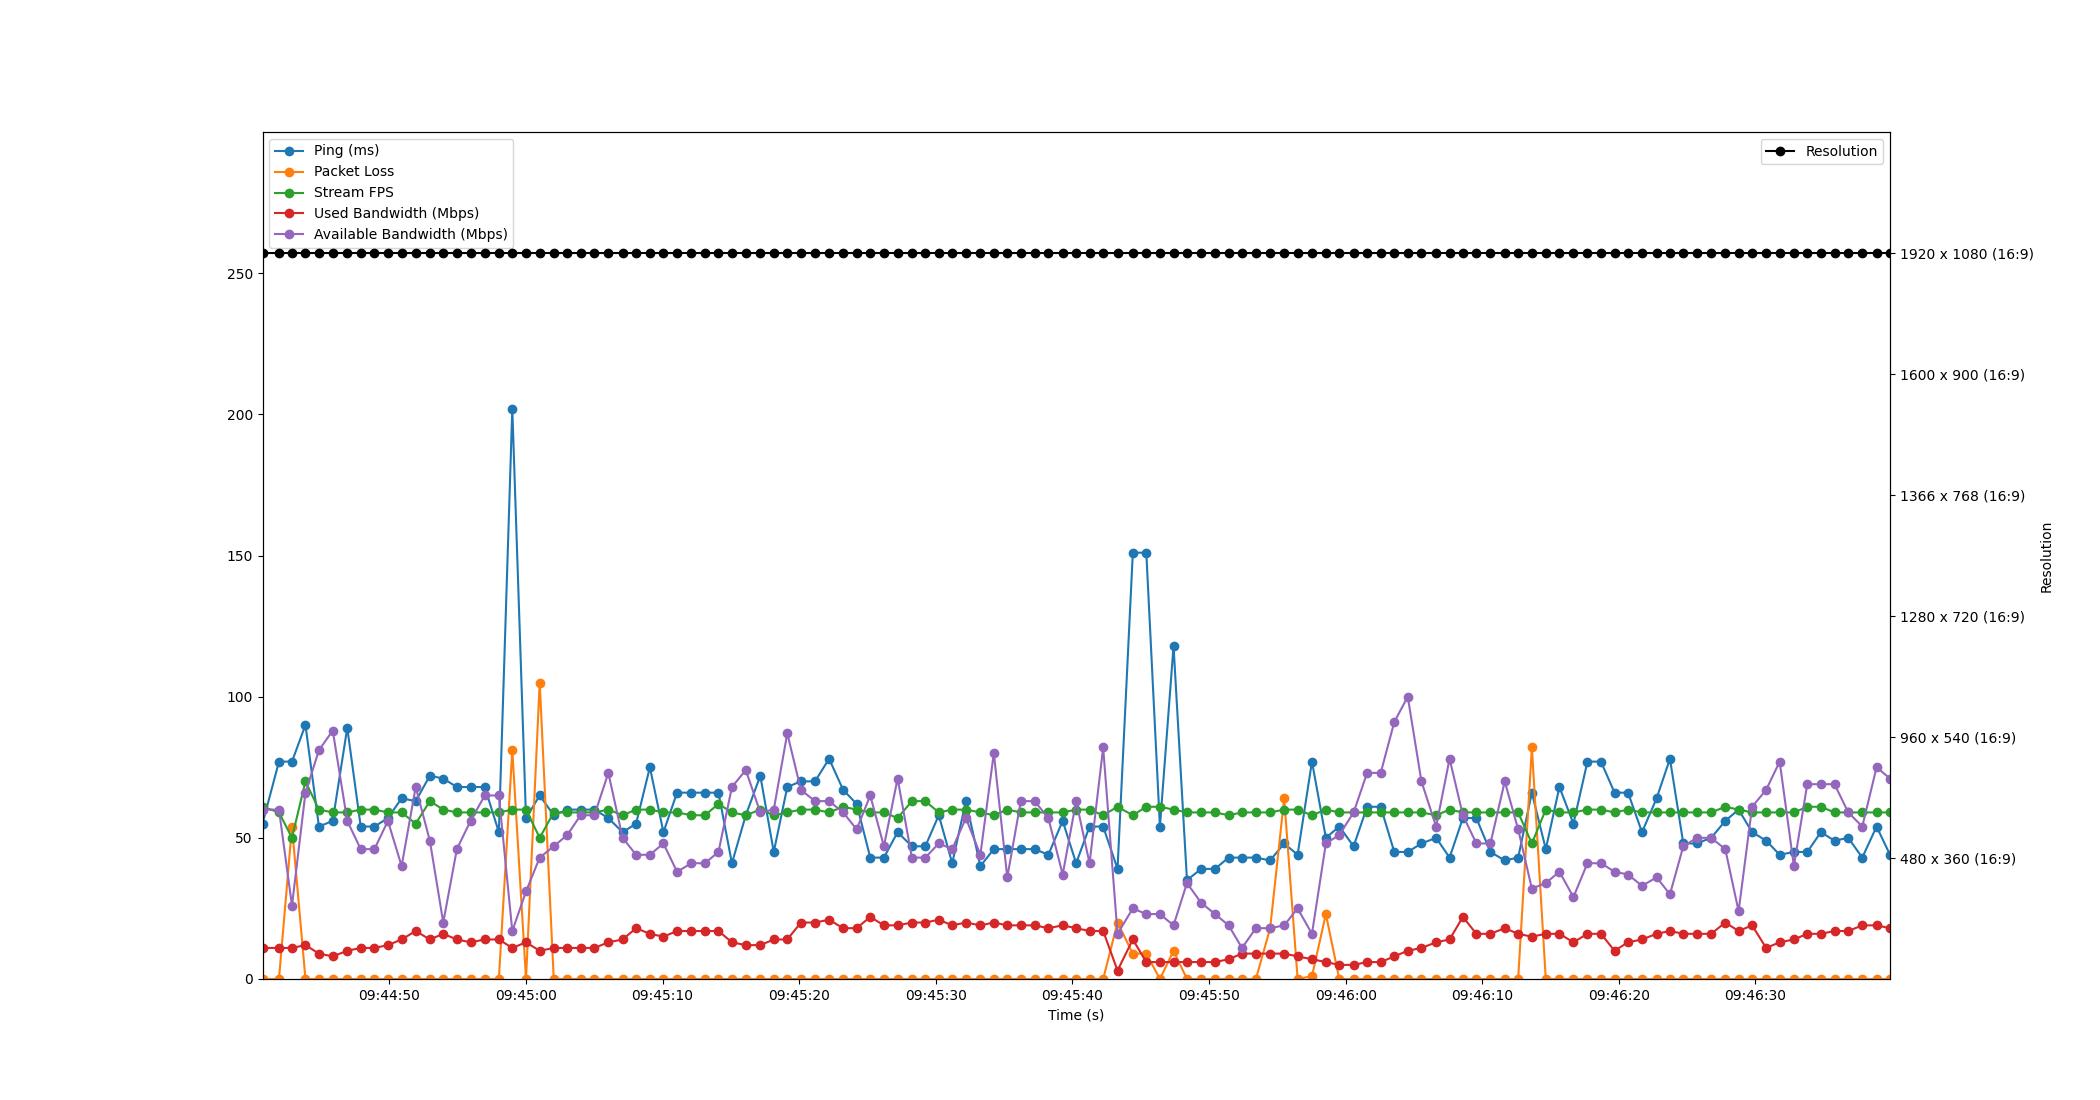 Ping (ms)
Packet Loss
Stream FPS
Used Bandwidth (Mbps)
Available Bandwidth (Mbps)
Resolution
250
200
150
100
50
0
1920 x 1080 (16:9)
1600 x 900 (16:9)
1366 x 768 (16:9)
1280 x 720 (16:9)
960 x 540 (16:9)
480 x 360 (16:9)
Resolution
09:44:50
09:45:00
09:45:10
09:45:20
09:45:30
09:45:40
09:45:50
09:46:00
09:46:10
09:46:20
09:46:30
Time (s)